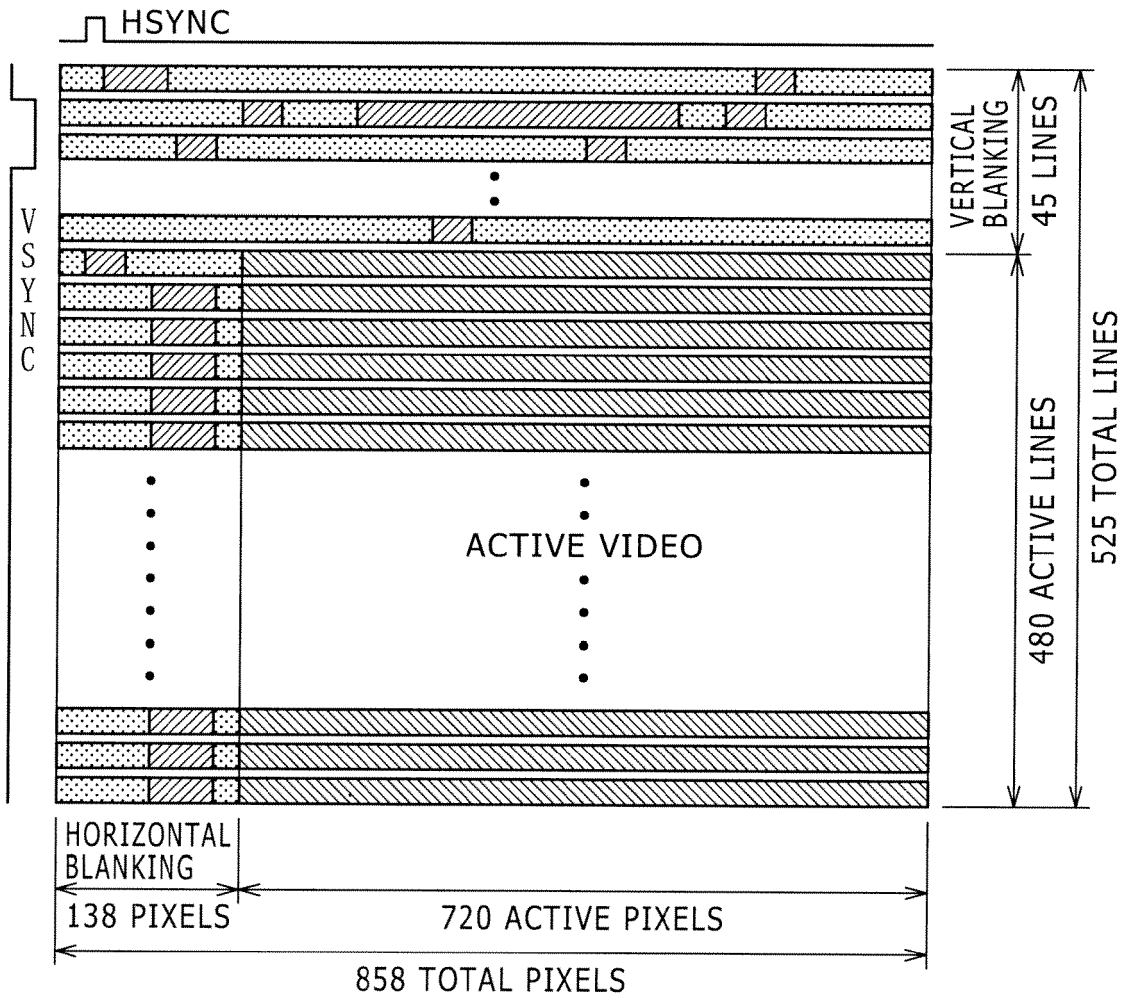 HSYNC
VSYNC
VERTICAL
BLANKING
45 LINES
480 ACTIVE LINES
525 TOTAL LINES
ACTIVE VIDEO
HORIZONTAL
BLANKING
138 PIXELS
720 ACTIVE PIXELS
858 TOTAL PIXELS